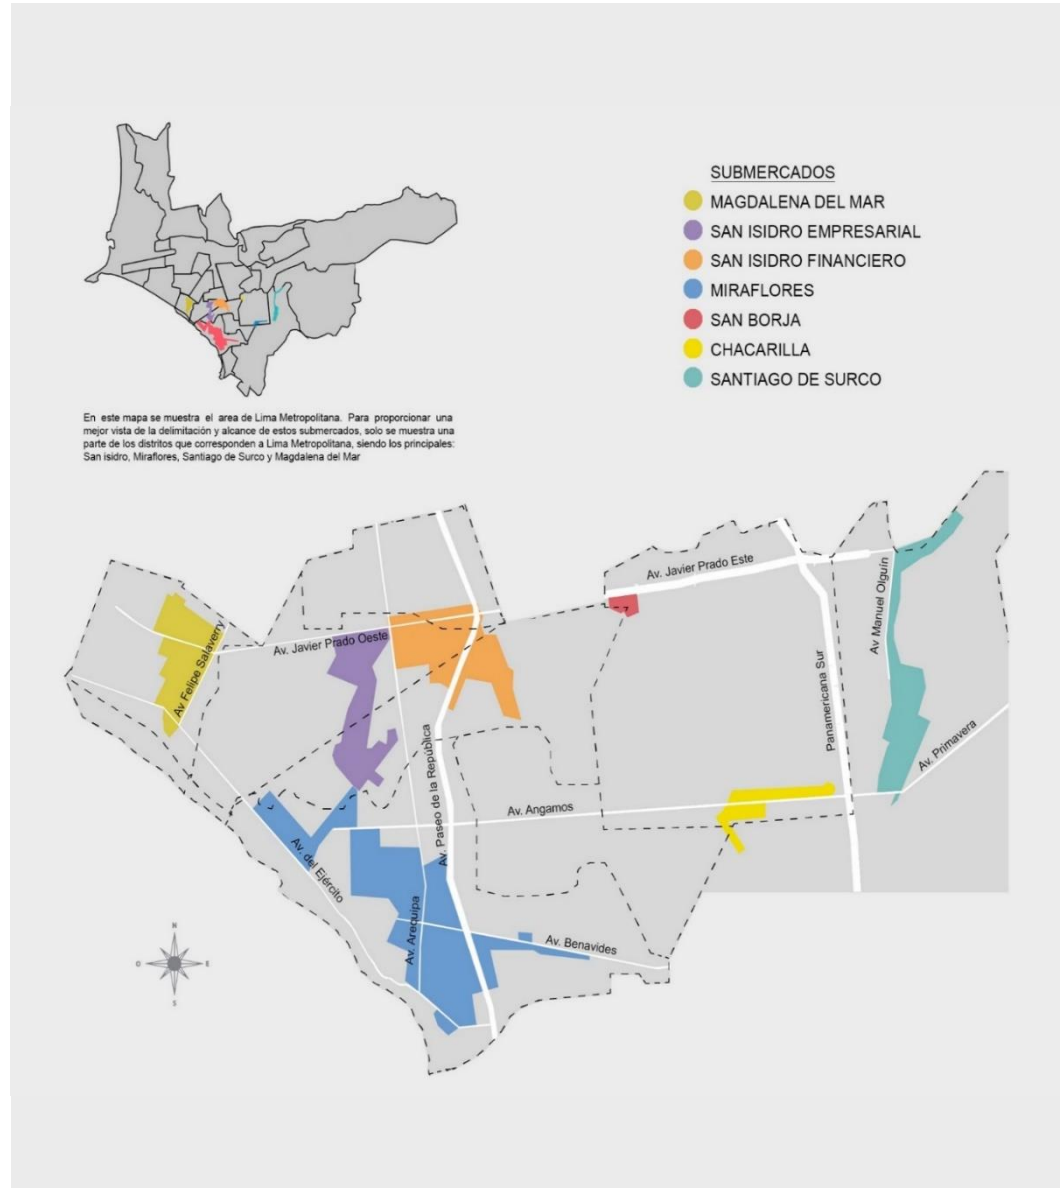 SUBMERCADOS
MAGDALENA DEL MAR
SAN ISIDRO EMPRESARIAL
SAN ISIDRO FINANCIERO
MIRAFLORES
SAN BORJA
CHACARILLA
SANTIAGO DE SURCO
En este mapa se muestra el area de Lima Metropolitana. Para proporcionar una
mejor vista de la delimitación y alcance de estos submercados, solo se muestra una
parte de los distritos que corresponden a Lima Metropolitana, siendo los principales:
San isidro, Miraflores, Santiago de Surco y Magdalena del Mar
Av. Javier Prado Este
Av Manuel Olguín
Av. Javier Prado Oeste
Av Felipe Salaverry
Panamericana Sur
Av. Primavera
Av. Paseo de la República
Av. Angamos
Av. del Ejército
Av. Arequipa
Av. Benavides
N
O
E
S